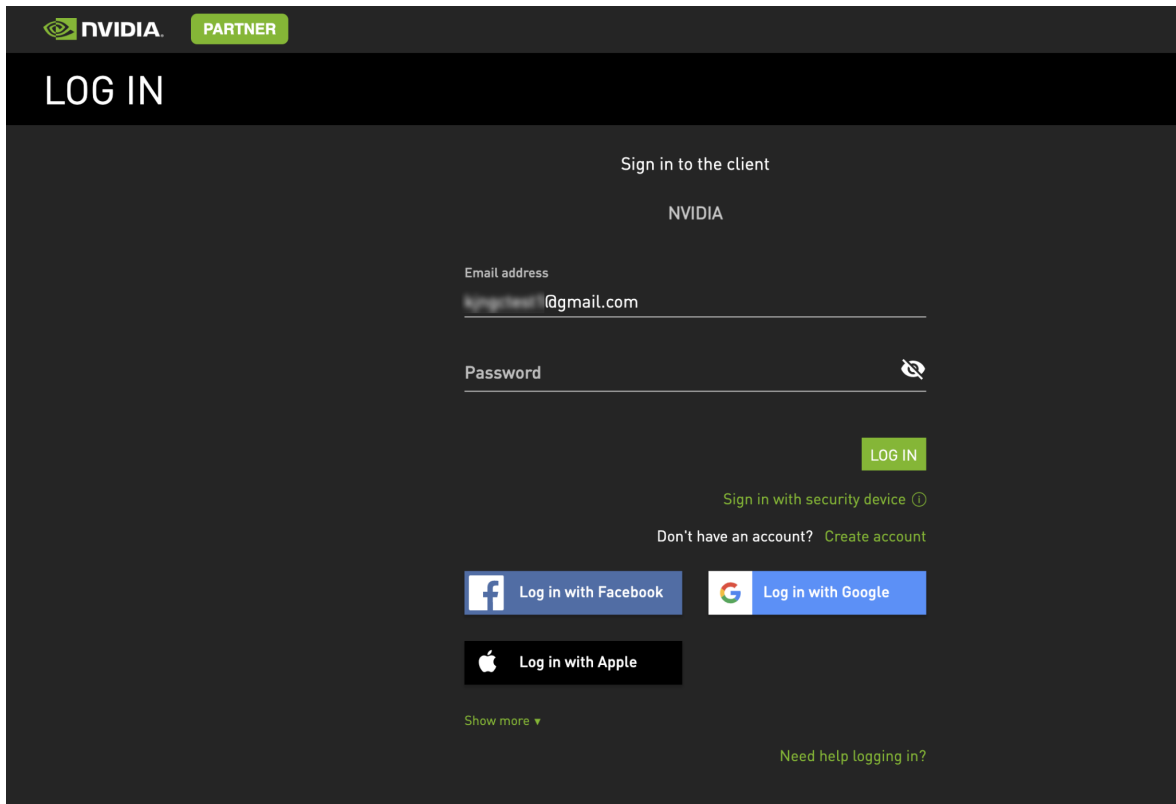 NVIDIA. PARTNER
LOG IN
Sign in to the client
NVIDIA
Email address
@gmail.com
Password
LOG IN
Sign in with security device
Don't have an account? Create account
Log in with Facebook
G Log in with Google
Log in with Apple
Show more
Need help logging in?